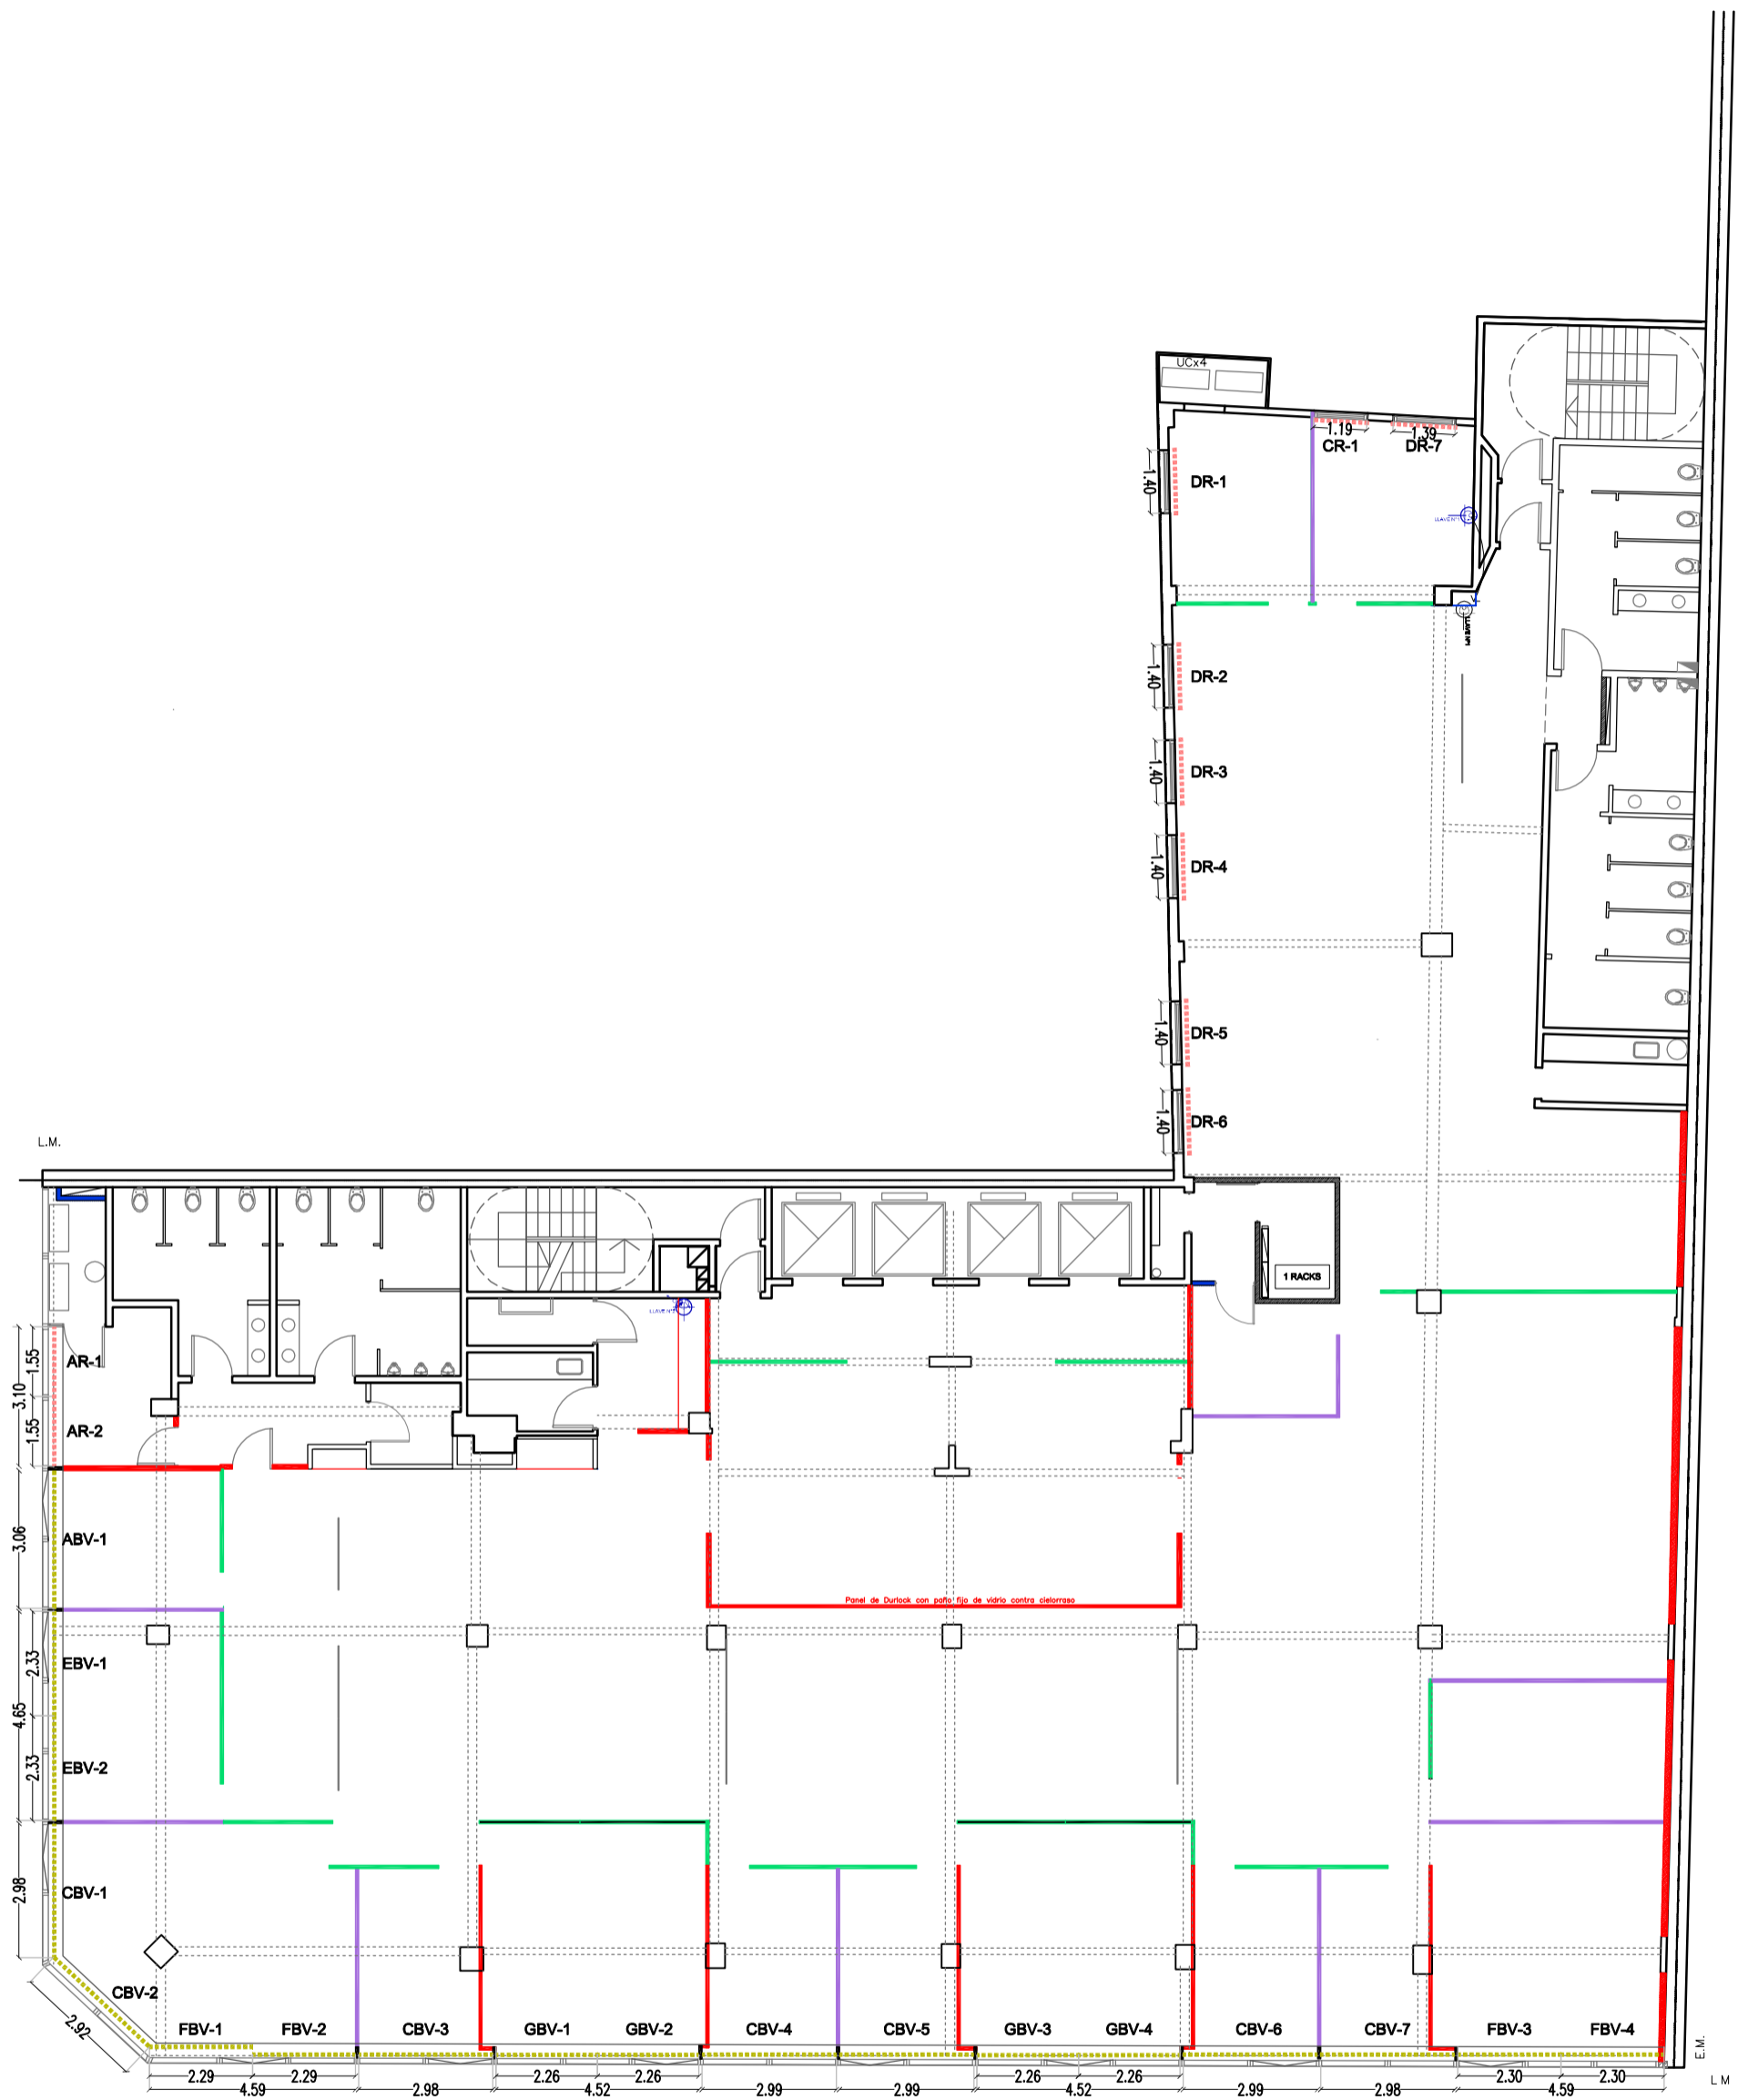 UCx4
1.19
1.39
CR-1
DR-7
1.40
DR-1
1.40
DR-2
1.40
DR-3
1.40
DR-4
1.40
DR-5
1.40
DR-6
L.M.
1 RACKS
1.55
3.10
1.55
AR-1
AR-2
3.06
ABV-1
Panel de Durlock con paño fijo de vidrio contra cielorraso
2.33
4.65
2.33
EBV-1
EBV-2
2.98
CBV-1
CBV-2
2.92
FBV-1
FBV-2
CBV-3
GBV-1
GBV-2
CBV-4
CBV-5
GBV-3
GBV-4
CBV-6
CBV-7
FBV-3
FBV-4
E.M.
2.29
2.29
2.26
2.26
2.26
2.26
2.30
2.30
4.59
2.98
4.52
2.99
2.99
4.52
2.99
2.98
4.59
L M